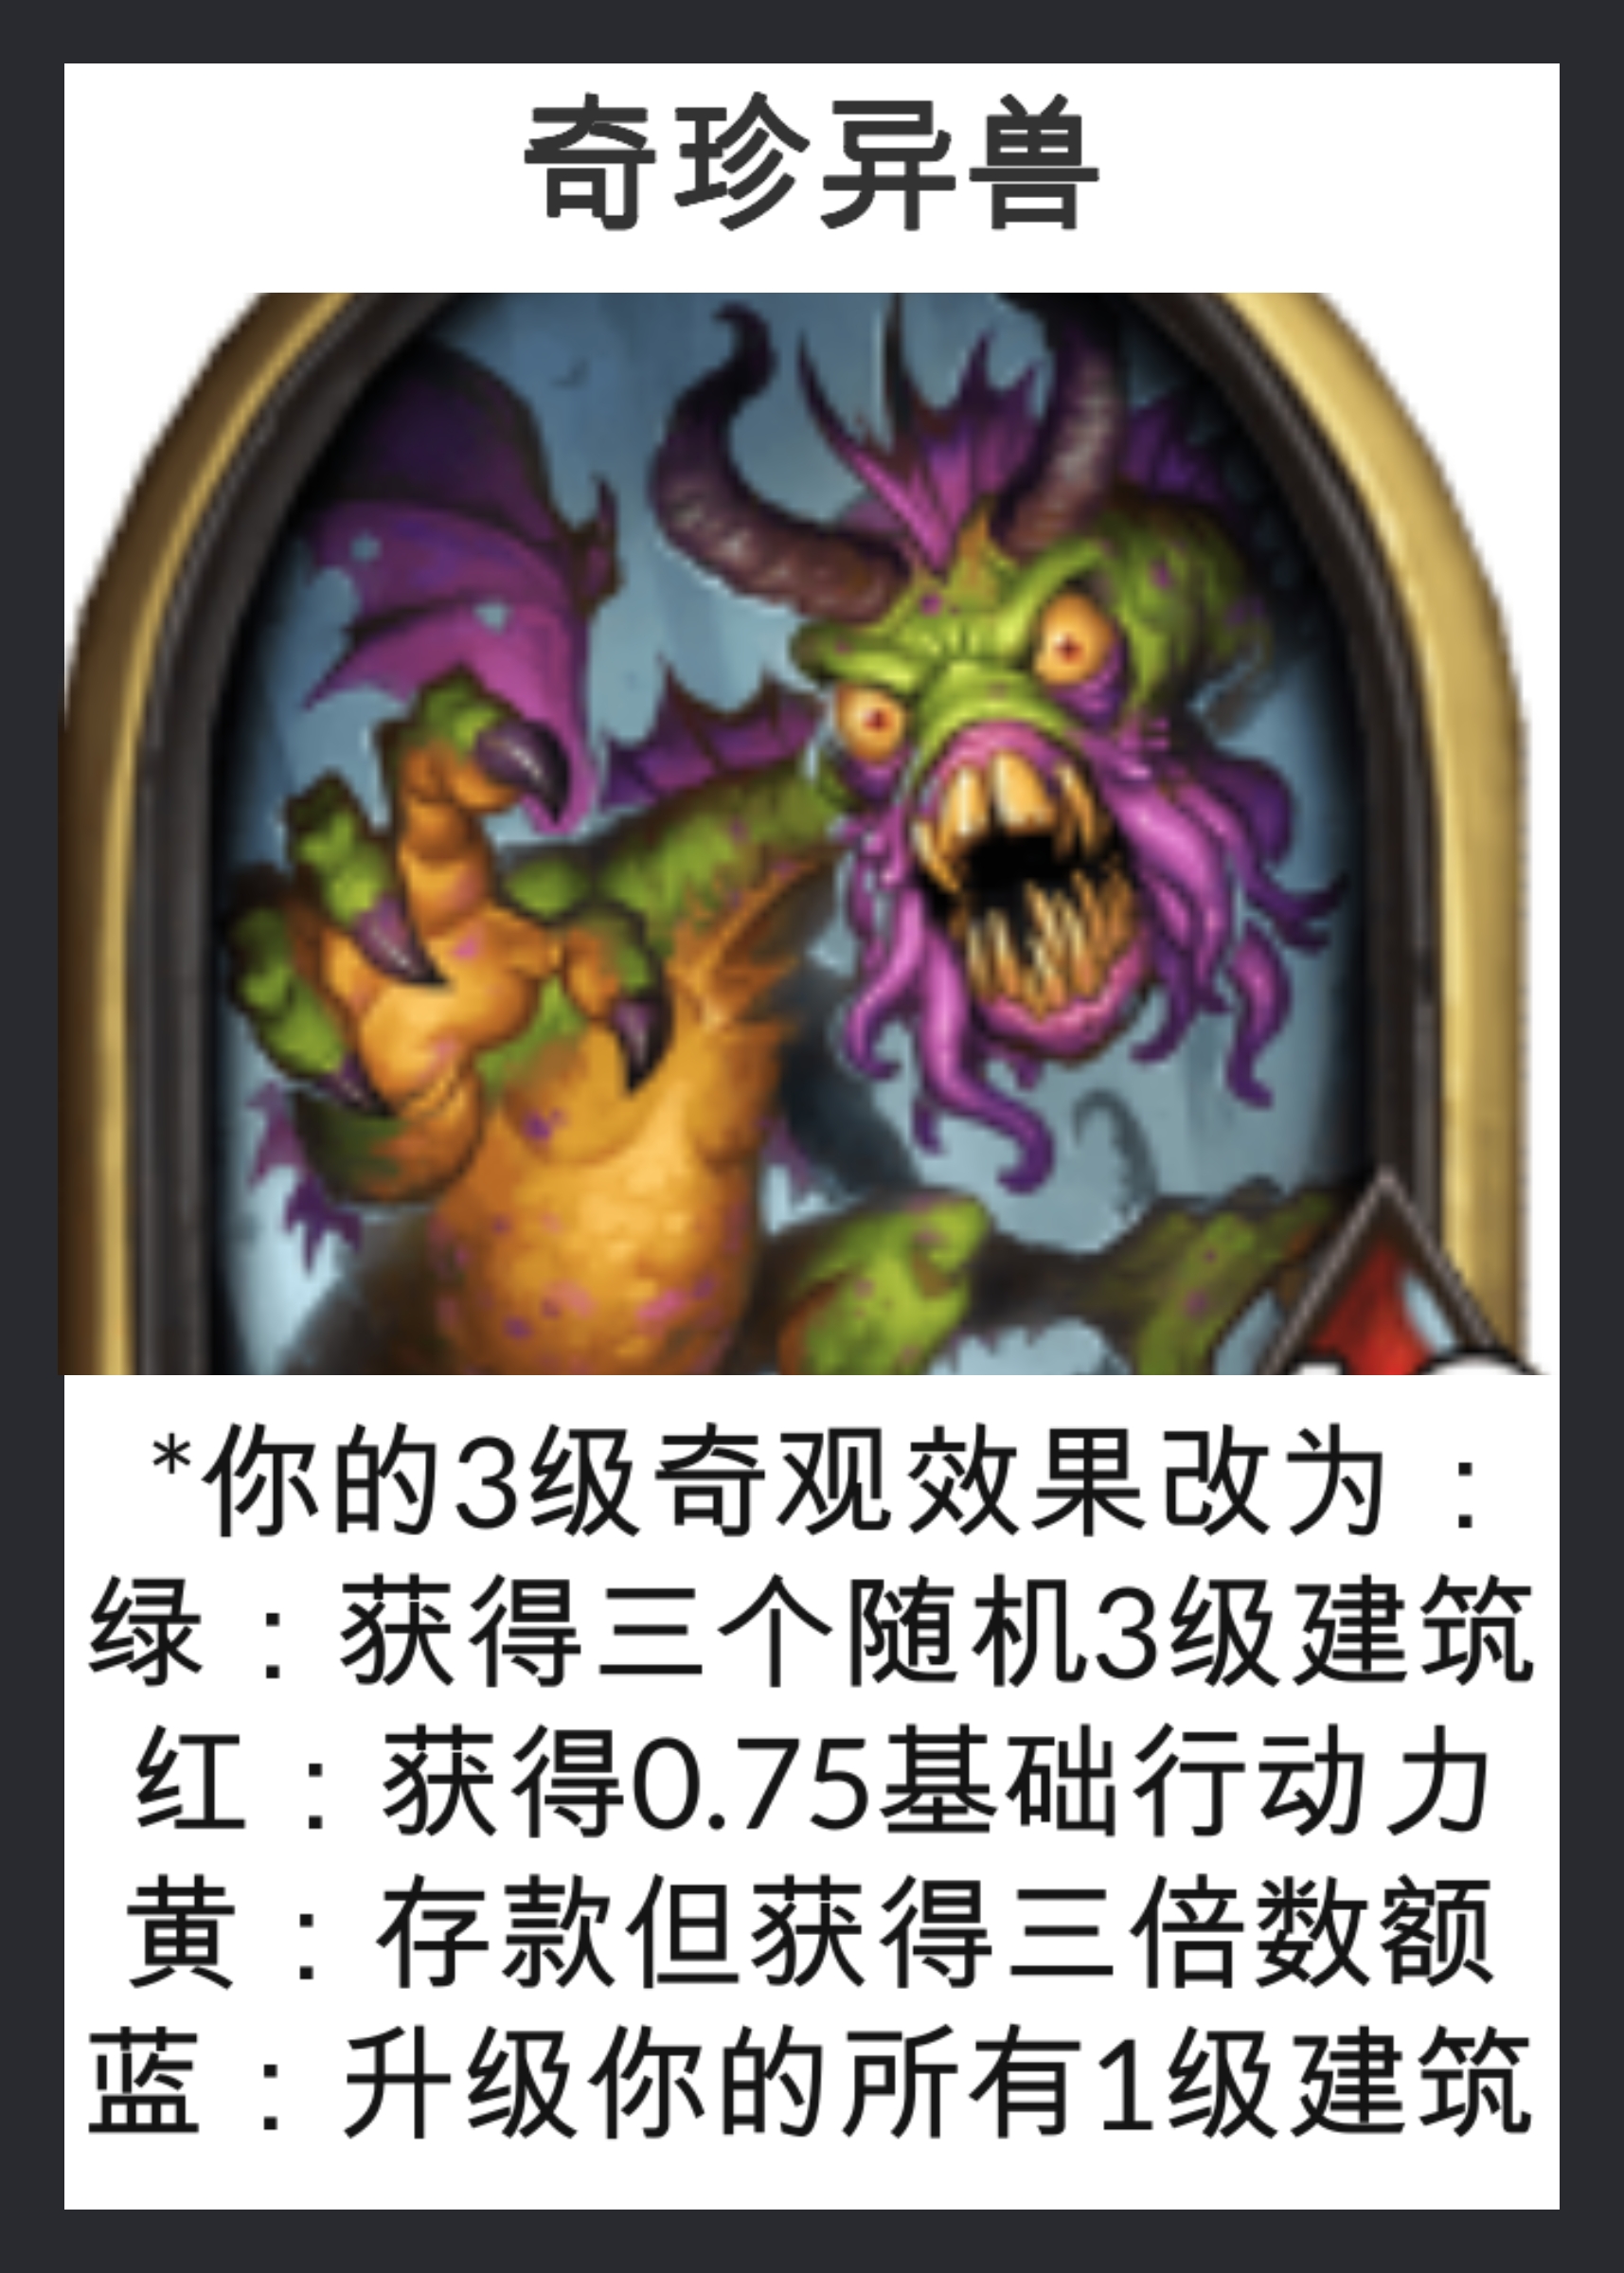 奇珍异兽
*你的3级奇观效果改为：
绿：获得三个随机3级建筑
红：获得0.75基础行动力
黄：存款但获得三倍数额
蓝：升级你的所有1级建筑